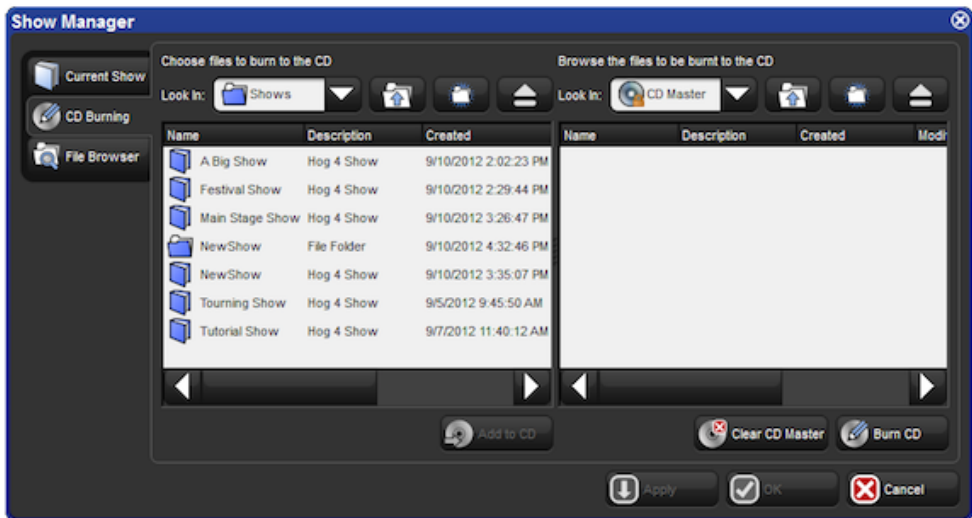 Show Manager
Current Show
CD Burning
File Browser
Choose files to burn to the CD
Look In: Shows
Name Description Created
A Big Show Hog 4 Show 9/10/2012 2:02:23 PM
Festival Show Hog 4 Show 9/10/2012 2:29:44 PM
Main Stage Show Hog 4 Show 9/10/2012 3:26:47 PM
NewShow File Folder 9/10/2012 4:32:46 PM
NewShow Hog 4 Show 9/10/2012 3:35:07 PM
Tourning Show Hog 4 Show 9/5/2012 9:45:50 AM
Tutorial Show Hog 4 Show 9/7/2012 11:40:12 AM
Add to CD
Browse the files to be burnt to the CD
Look In: CD Master
Name Description Created Modi
Clear CD Master Burn CD
Apply OK Cancel